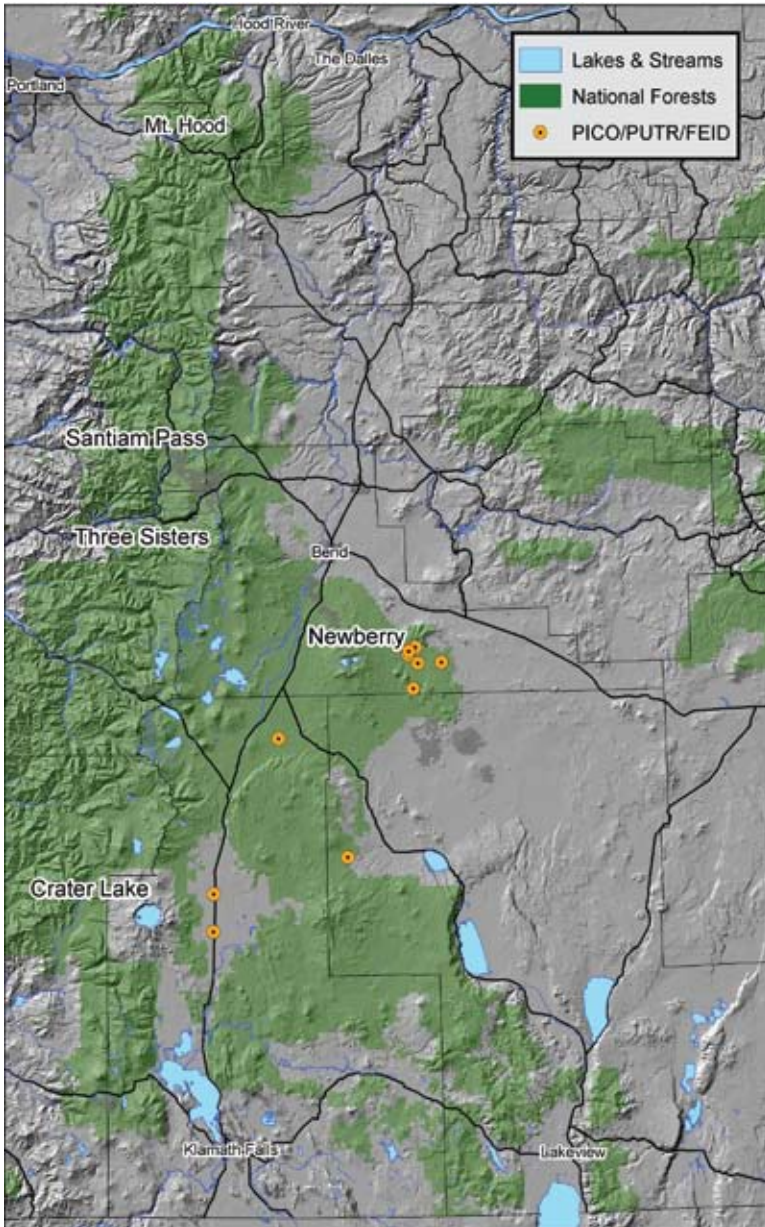 Hood River
The Dalles
Portland
Mt. Hood
Lakes & Streams
National Forests
PICO/PUTR/FEID
Santiam Pass
Three Sisters
Bend
Newberry
Crater Lake
Klamath Falls
Lakeview